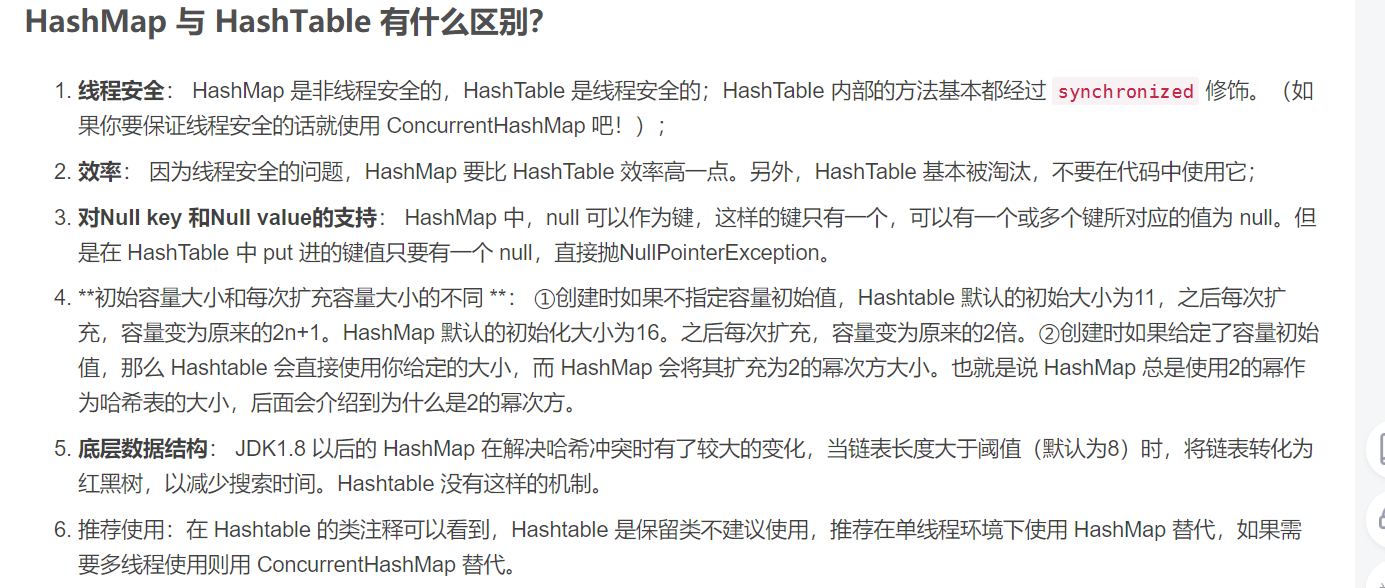 HashMap 与 HashTable 有什么区别？
1. 线程安全： HashMap 是非线程安全的，HashTable 是线程安全的；HashTable 内部的方法基本都经过 synchronized 修饰。（如
果你要保证线程安全的话就使用 ConcurrentHashMap 吧！）；
2. 效率： 因为线程安全的问题，HashMap 要比 HashTable 效率高一点。另外，HashTable 基本被淘汰，不要在代码中使用它；
3. 对Null key 和Null value的支持： HashMap 中，null 可以作为键，这样的键只有一个，可以有一个或多个键所对应的值为 null。但
是在 HashTable 中 put 进的键值只要有一个 null，直接抛NullPointerException。
4. **初始容量大小和每次扩充容量大小的不同 **： ①创建时如果不指定容量初始值，Hashtable 默认的初始大小为11，之后每次扩
充，容量变为原来的2n+1。HashMap 默认的初始化大小为16。之后每次扩充，容量变为原来的2倍。②创建时如果给定了容量初始
值，那么 Hashtable 会直接使用你给定的大小，而 HashMap 会将其扩充为2的幂次方大小。也就是说 HashMap 总是使用2的幂作
为哈希表的大小，后面会介绍到为什么是2的幂次方。
5. 底层数据结构： JDK1.8 以后的 HashMap 在解决哈希冲突时有了较大的变化，当链表长度大于阈值（默认为8）时，将链表转化为
红黑树，以减少搜索时间。Hashtable 没有这样的机制。
6. 推荐使用：在 Hashtable 的类注释可以看到，Hashtable 是保留类不建议使用，推荐在单线程环境下使用 HashMap 替代，如果需
要多线程使用则用 ConcurrentHashMap 替代。